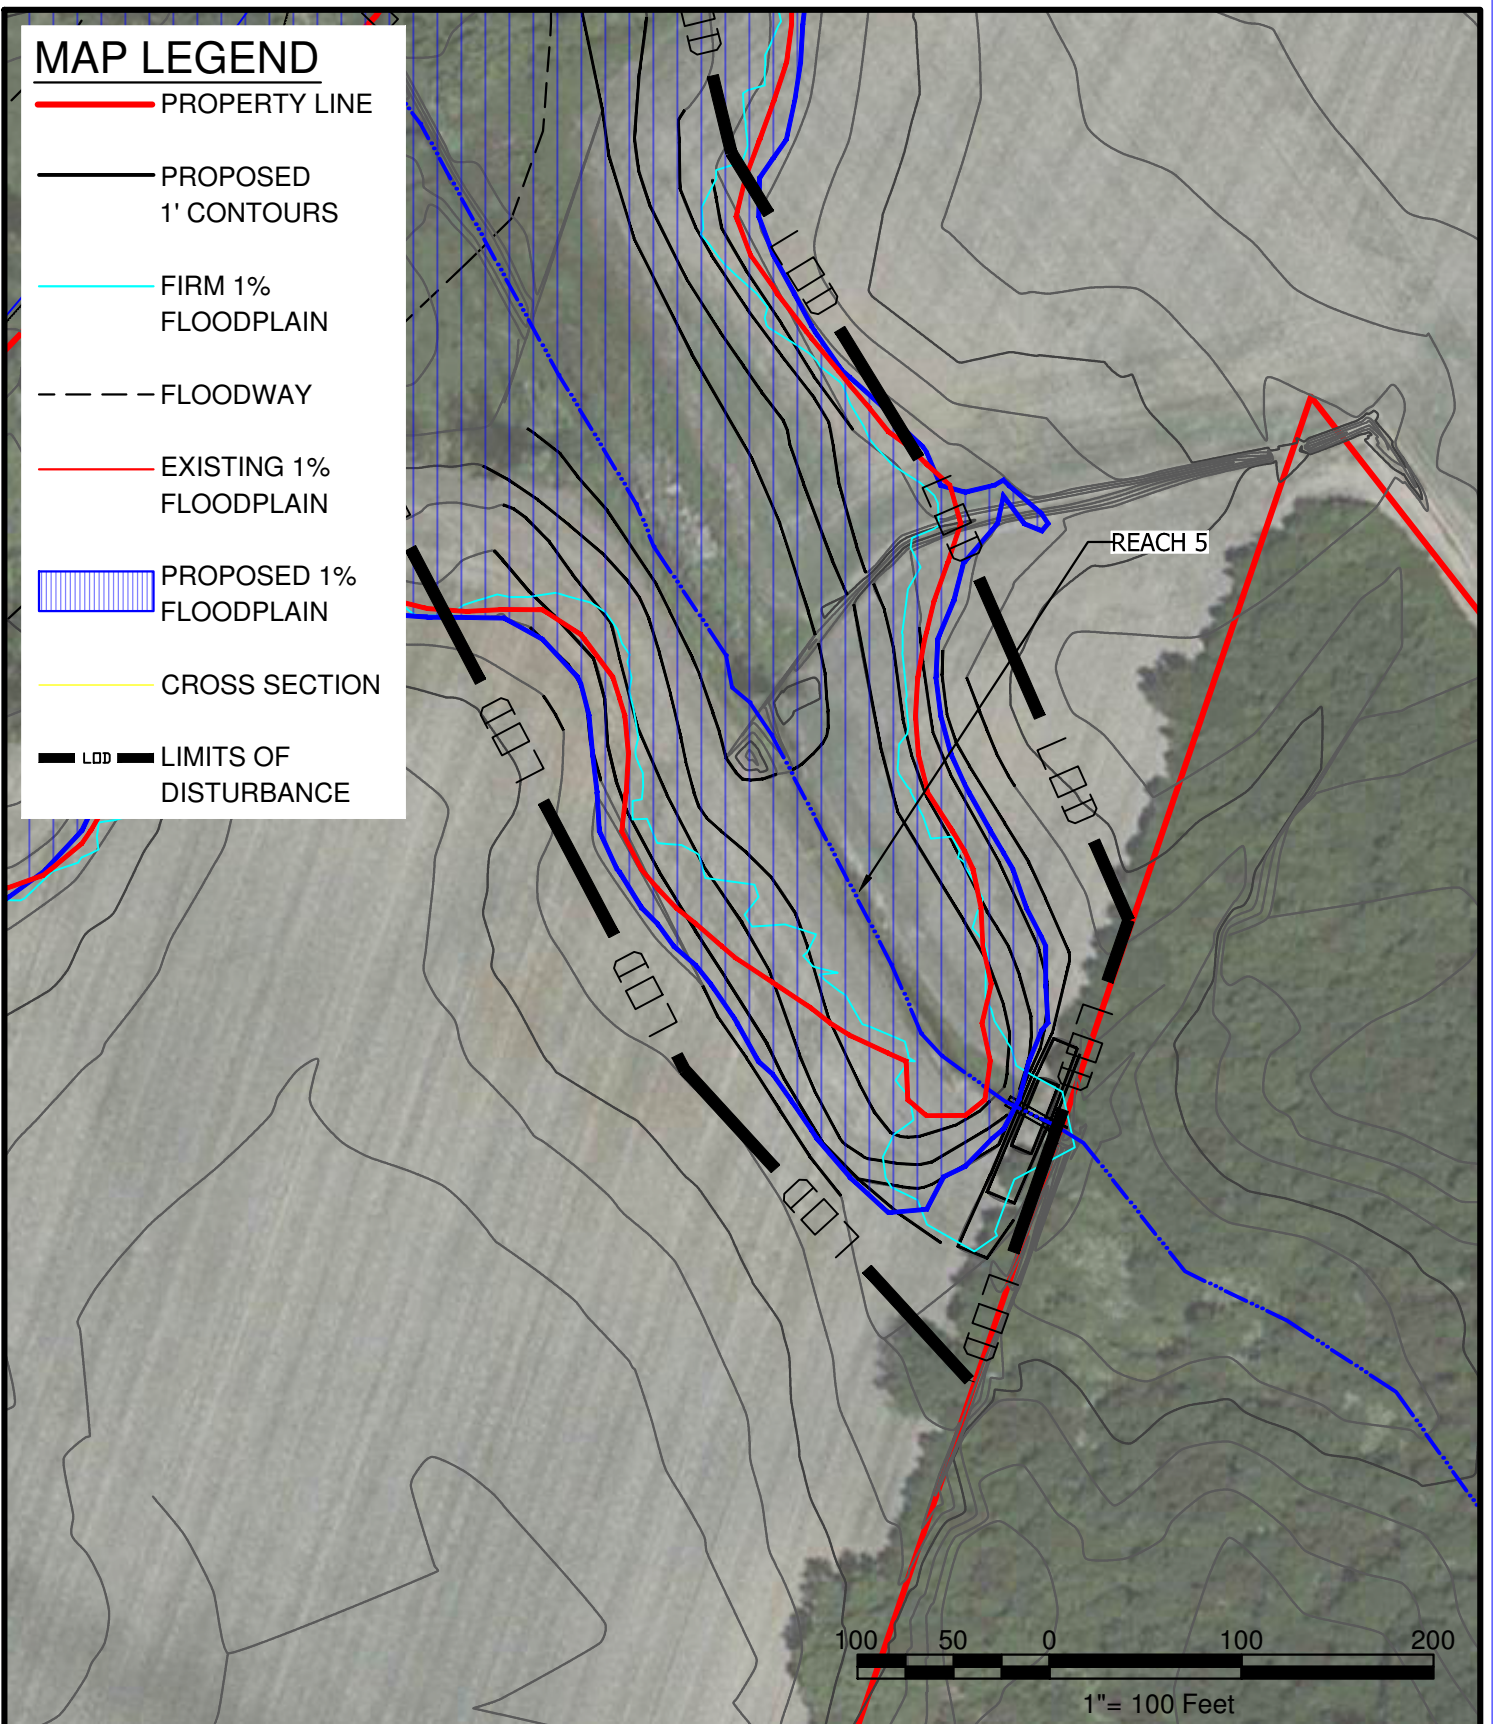 MAP LEGEND
PROPERTY LINE
PROPOSED
1' CONTOURS
FIRM 1%
FLOODPLAIN
FLOODWAY
EXISTING 1%
FLOODPLAIN
PROPOSED 1%
FLOODPLAIN
CROSS SECTION
LOD
LIMITS OF
DISTURBANCE
LOD
LOD
LOD
REACH 5
LOD
LOD
LOD
LOD
LOD
LOD
100 50 0 100 200
1"= 100 Feet